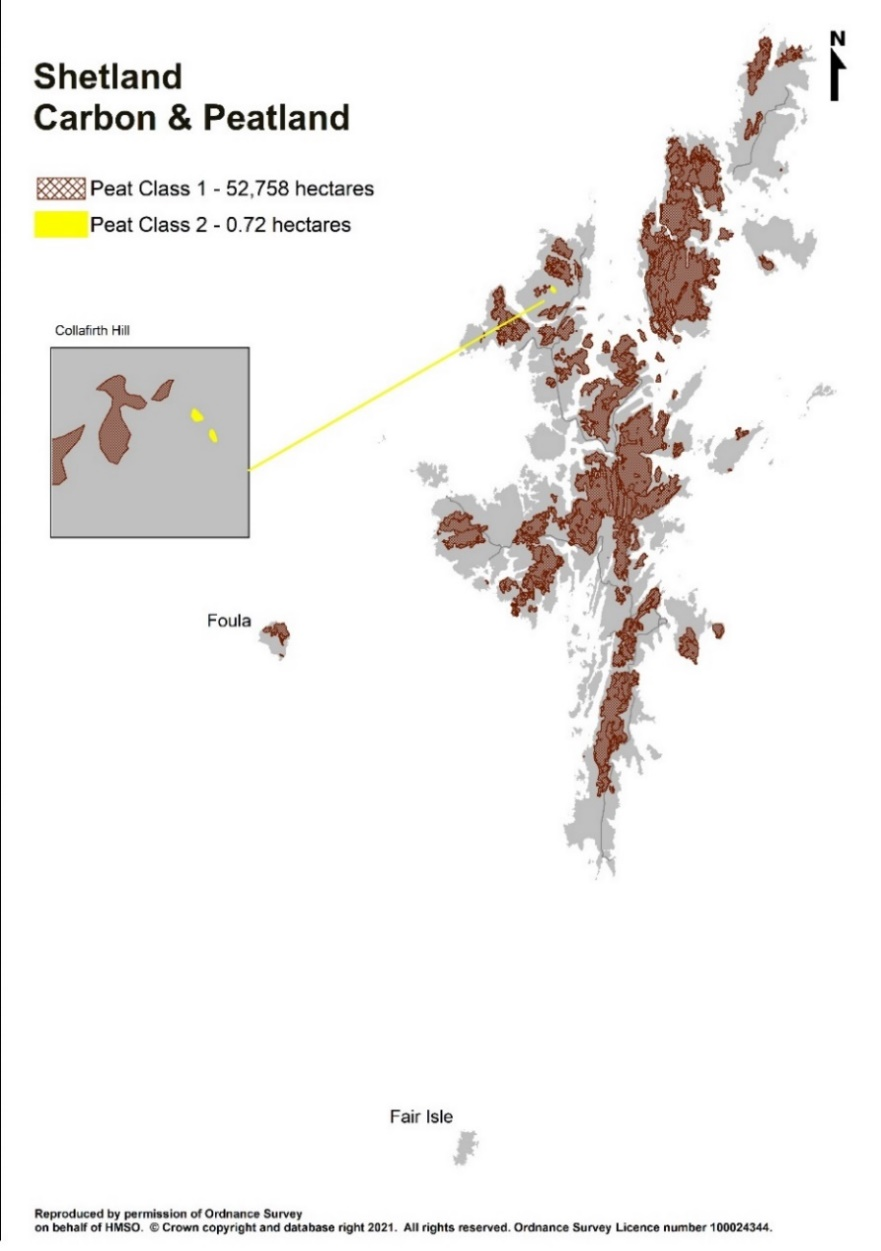 Shetland
Carbon & Peatland
N
Peat Class 1 - 52,758 hectares
Peat Class 2 - 0.72 hectares
Collafirth Hill
Foula
Fair Isle
Reproduced by permission of Ordnance Survey
on behalf of HMSO. © Crown copyright and database right 2021. All rights reserved. Ordnance Survey Licence number 100024344.